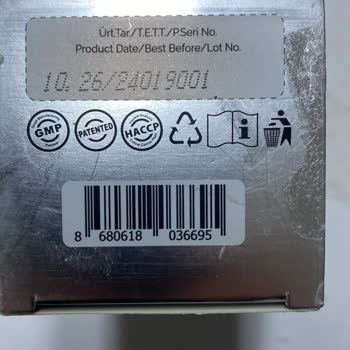 Ürt.Tar./T.E.T.T./P.Seri No.
Product Date/Best Before/Lot No.
10. 26/24019001
GMP PATENTED HACCP
8 680618 036695